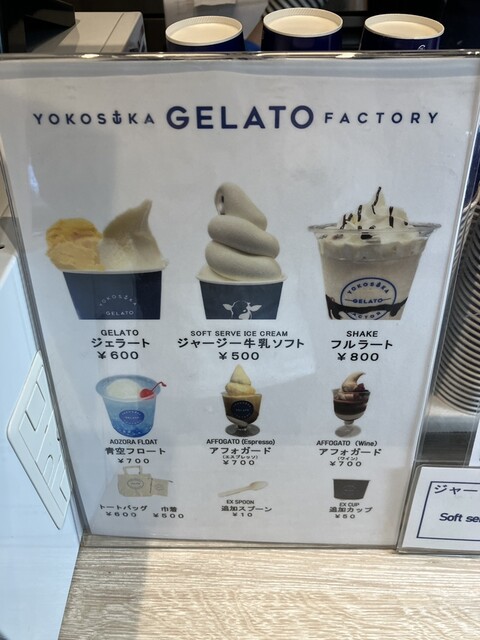 YOKOSUKA GELATO FACTORY
YOKOSUKA
GELATO
YOKOSUKA
GELATO
GELATO
ジェラート
￥600
SOFT SERVE ICE CREAM
ジャージー牛乳ソフト
￥500
SHAKE
フルラート
￥800
AOZORA FLOAT
青空フロート
￥700
AFFOGATO (Espresso)
アフォガード
(エスプレッソ)
￥700
AFFOGATO (Wine)
アフォガード
(ワイン)
￥700
トートバッグ 巾着
￥600 ￥500
EX SPOON
追加スプーン
￥10
EX CUP
追加カップ
￥50
ジャー
Soft se